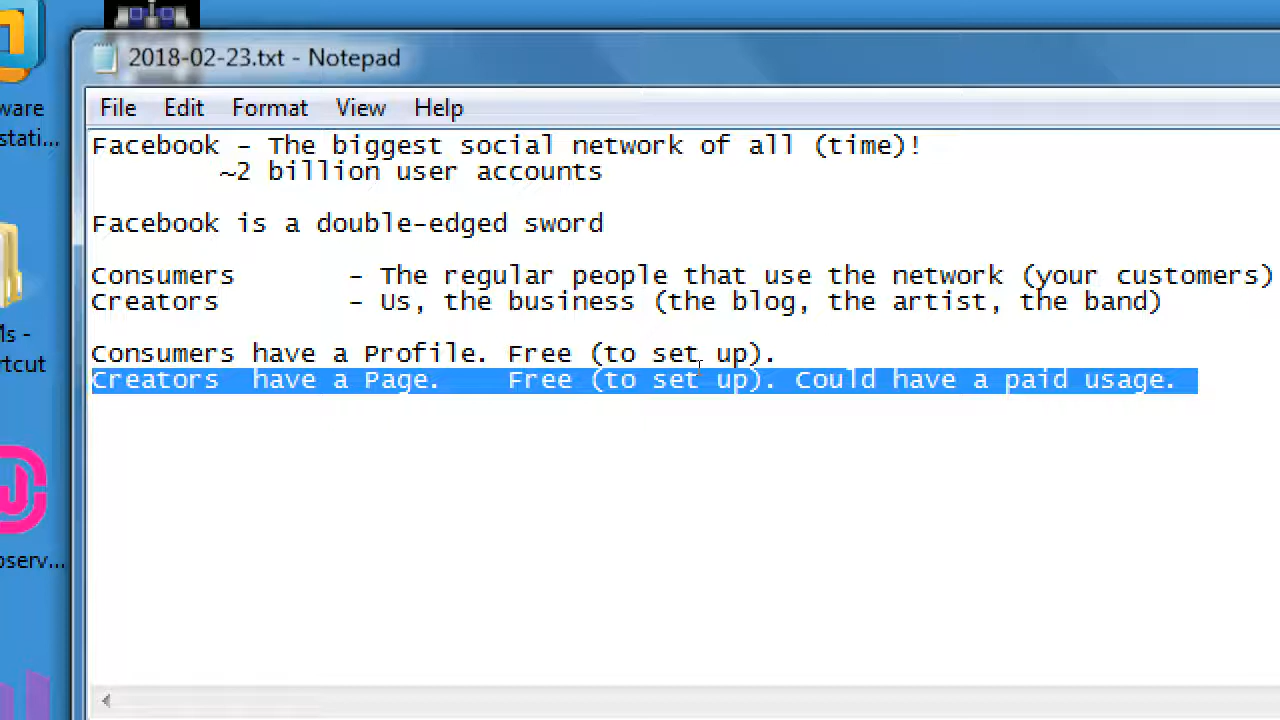 2018-02-23.txt - Notepad
File Edit Format View Help
Facebook - The biggest social network of all (time)!
~2 billion user accounts
Facebook is a double-edged sword
Consumers - The regular people that use the network (your customers)
Creators - Us, the business (the blog, the artist, the band)
Consumers have a Profile. Free (to set up).
Creators have a Page. Free (to set up). Could have a paid usage.